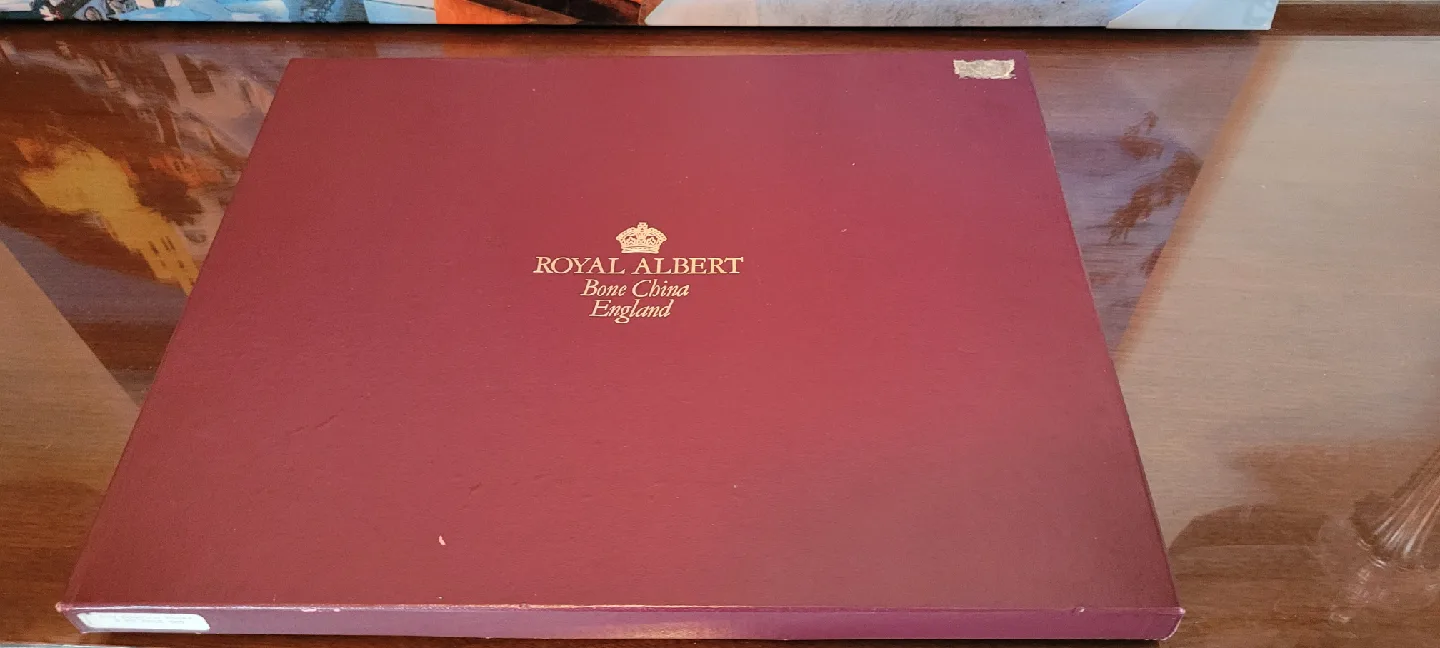 ROYAL ALBERT
Bone China
England